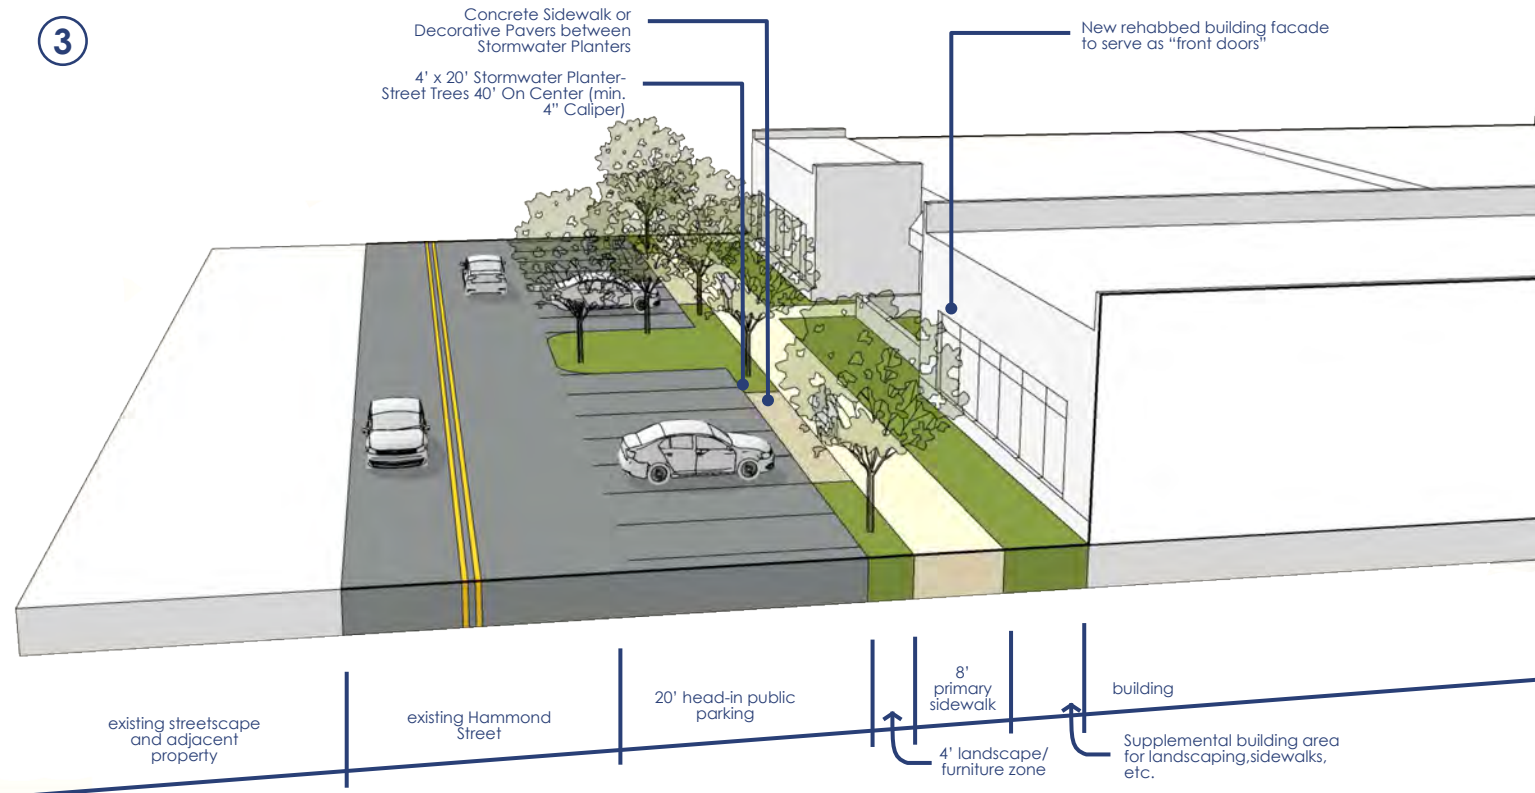 3
Concrete Sidewalk or
Decorative Pavers between
Stormwater Planters
4’ x 20’ Stormwater Planter-
Street Trees 40’ On Center (min.
4” Caliper)
New rehabbed building facade
to serve as “front doors”
existing streetscape
and adjacent
property
existing Hammond
Street
20’ head-in public
parking
8’
primary
sidewalk
building
4’ landscape/
furniture zone
Supplemental building area
for landscaping,sidewalks,
etc.